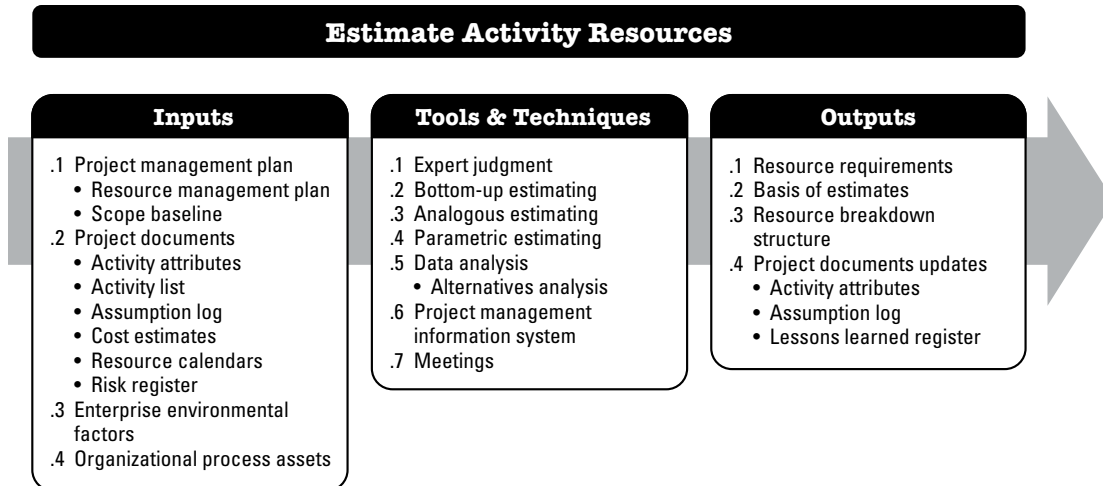 Estimate Activity Resources
Inputs
.1 Project management plan
• Resource management plan
• Scope baseline
.2 Project documents
• Activity attributes
• Activity list
• Assumption log
• Cost estimates
• Resource calendars
• Risk register
.3 Enterprise environmental
factors
.4 Organizational process assets
Tools & Techniques
.1 Expert judgment
.2 Bottom-up estimating
.3 Analogous estimating
.4 Parametric estimating
.5 Data analysis
• Alternatives analysis
.6 Project management
information system
.7 Meetings
Outputs
.1 Resource requirements
.2 Basis of estimates
.3 Resource breakdown
structure
.4 Project documents updates
• Activity attributes
• Assumption log
• Lessons learned register